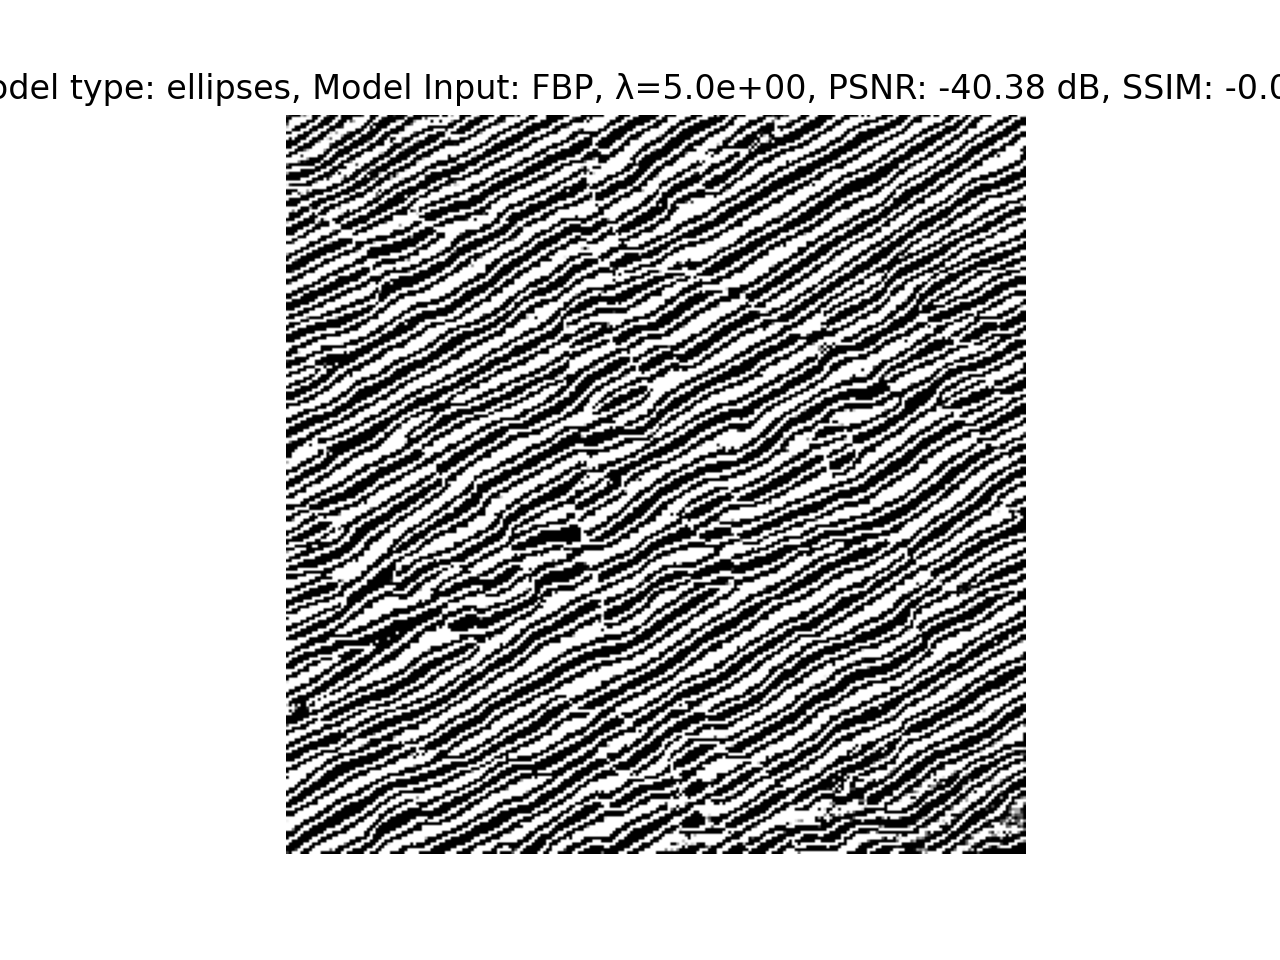 odel type: ellipses, Model Input: FBP, λ=5.0e+00, PSNR: -40.38 dB, SSIM: -0.0